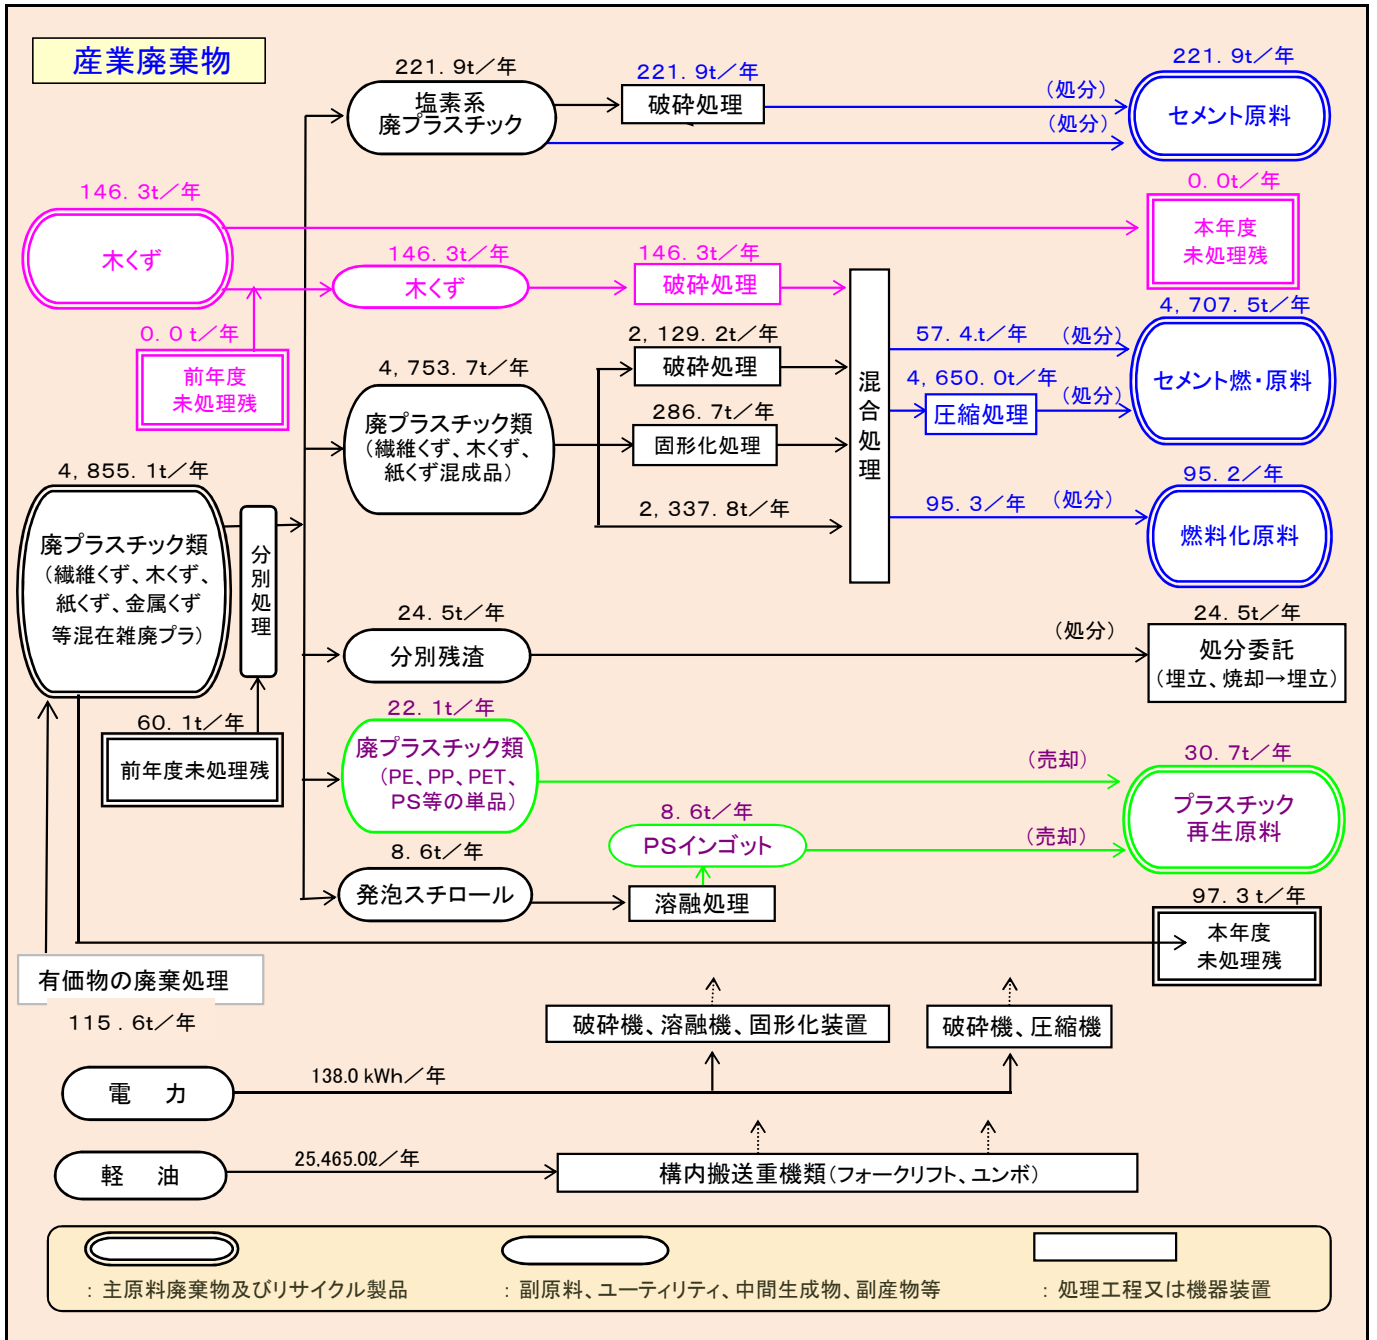 産業廃棄物
221. 9t／年
塩素系
廃プラスチック
221. 9t／年
破砕処理
（処分）
（処分）
221. 9t／年
セメント原料
146. 3t／年
木くず
0. 0t／年
本年度
未処理残
146. 3t／年
木くず
146. 3t／年
破砕処理
0. 0 t／年
前年度
未処理残
4, 753. 7t／年
廃プラスチック類
（繊維くず、木くず、
紙くず混成品）
2, 129. 2t／年
破砕処理
286. 7t／年
固形化処理
2, 337. 8t／年
混合処理
57. 4.t／年
（処分）
4, 650. 0t／年
圧縮処理
（処分）
4, 707. 5t／年
セメント燃・原料
95. 3／年
（処分）
95. 2／年
燃料化原料
4, 855. 1t／年
廃プラスチック類
（繊維くず、木くず、
紙くず、金属くず
等混在雑廃プラ）
分別処理
60. 1t／年
前年度未処理残
24. 5t／年
分別残渣
（処分）
24. 5t／年
処分委託
（埋立、焼却→埋立）
22. 1t／年
廃プラスチック類
（PE、PP、PET、
PS等の単品）
（売却）
30. 7t／年
プラスチック
再生原料
8. 6t／年
PSインゴット
（売却）
8. 6t／年
発泡スチロール
溶融処理
97. 3 t／年
本年度
未処理残
有価物の廃棄処理
115 . 6t／年
破砕機、溶融機、固形化装置
破砕機、圧縮機
電 力
138.0 kWh／年
軽 油
25,465.0ℓ／年
構内搬送重機類（フォークリフト、ユンボ）
：主原料廃棄物及びリサイクル製品
：副原料、ユーティリティ、中間生成物、副産物等
：処理工程又は機器装置